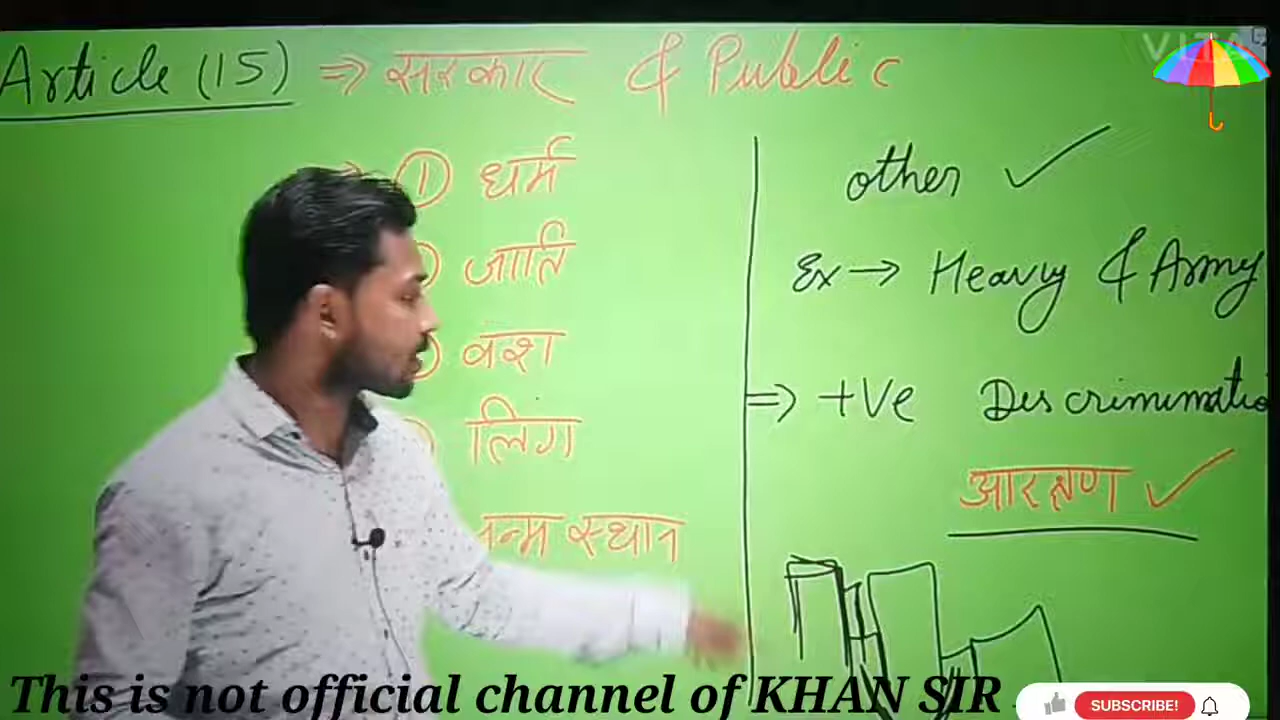 Article (15) ⇒ सरकार & Public
① धर्म
जाति
वंश
लिंग
जन्म स्थान
other ✓
Ex → Heavy & Army
⇒ +Ve Descrimination
आरक्षण ✓
This is not official channel of KHAN SIR
SUBSCRIBE!